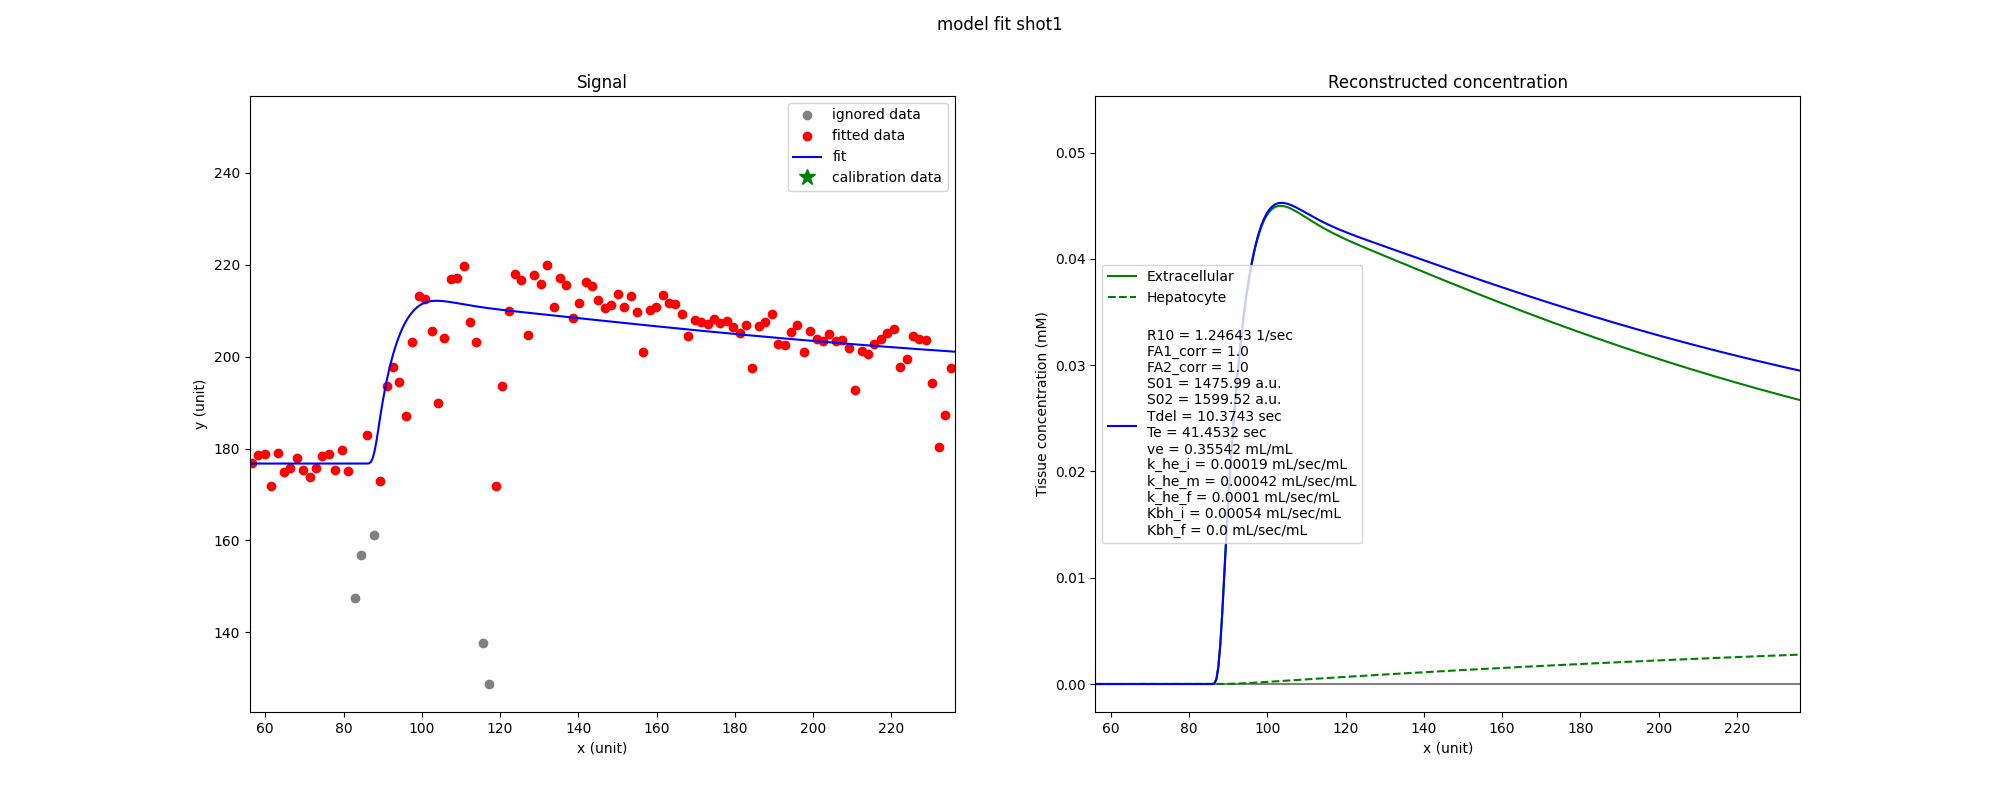 model fit shot1
Signal
ignored data
fitted data
fit
calibration data
240
220
200
180
160
140
y (unit)
60 80 100 120 140 160 180 200 220
x (unit)
Reconstructed concentration
0.05
0.04
0.03
0.02
0.01
0.00
Tissue concentration (mM)
Extracellular
Hepatocyte
R10 = 1.24643 1/sec
FA1_corr = 1.0
FA2_corr = 1.0
S01 = 1475.99 a.u.
S02 = 1599.52 a.u.
Tdel = 10.3743 sec
Te = 41.4532 sec
ve = 0.35542 mL/mL
k_he_i = 0.00019 mL/sec/mL
k_he_m = 0.00042 mL/sec/mL
k_he_f = 0.0001 mL/sec/mL
Kbh_i = 0.00054 mL/sec/mL
Kbh_f = 0.0 mL/sec/mL
60 80 100 120 140 160 180 200 220
x (unit)